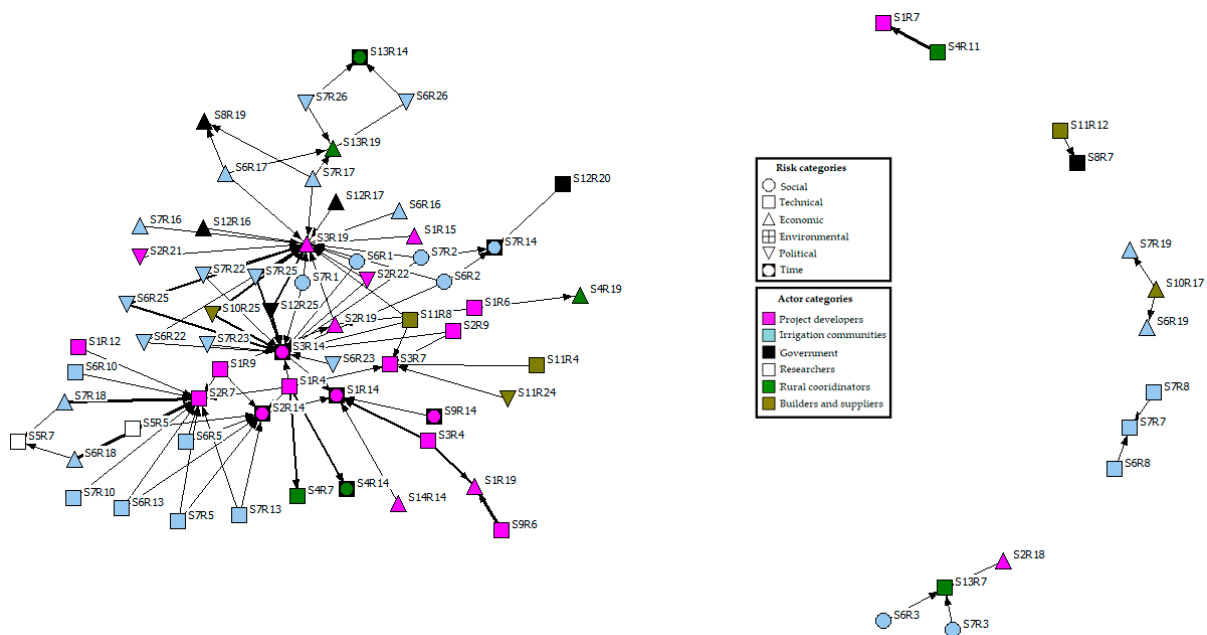 S1R7
S4R11
S13R14
S7R26
S6R26
S8R19
S11R12
S13R19
S8R7
S6R17
S7R17
Risk categories
Social
Technical
Economic
Environmental
Political
Time
S12R20
S12R17
S7R16
S12R16
S6R16
S1R15
S3R19
S7R2
S7R14
S2R21
S6R1
S7R19
S7R22
S7R25
S7R1
S2R22
S6R2
S10R17
S6R25
S10R25
S12R25
S1R6
S4R19
S2R19
S11R8
S2R9
S6R19
Actor categories
Project developers
Irrigation communities
Government
Researchers
Rural cooridinators
Builders and suppliers
S6R22
S7R23
S3R14
S1R12
S1R9
S6R23
S3R7
S11R4
S6R10
S1R4
S7R8
S7R18
S2R7
S1R14
S11R24
S2R14
S9R14
S7R7
S5R7
S5R5
S6R5
S3R4
S6R18
S6R8
S7R10
S4R7
S4R14
S1R19
S6R13
S7R5
S7R13
S14R14
S9R6
S2R18
S13R7
S6R3
S7R3